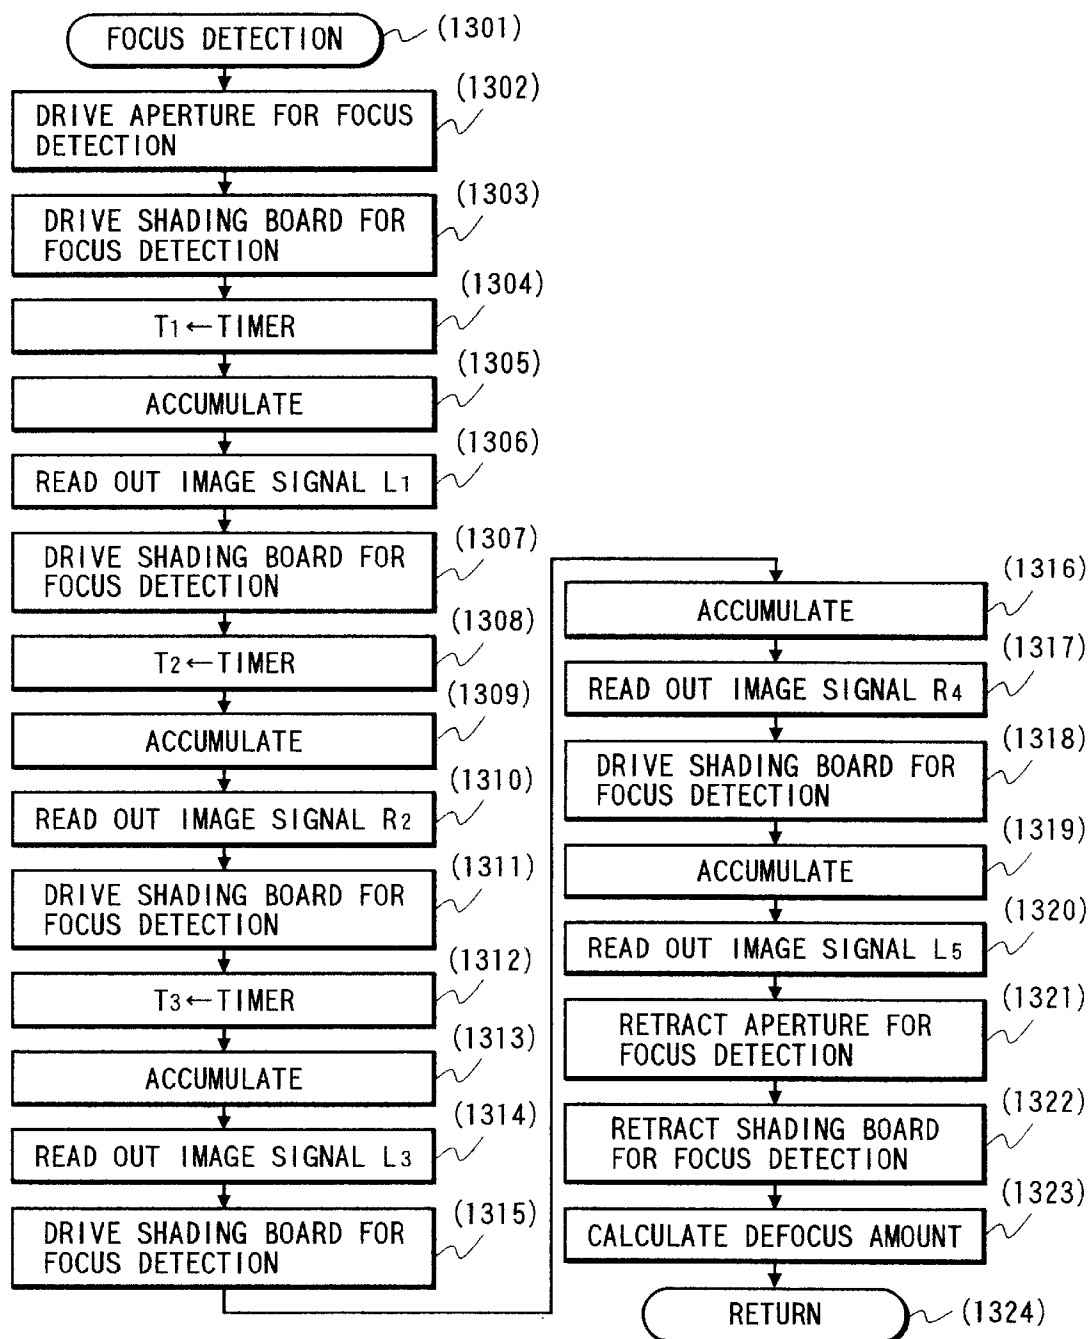 FOCUS DETECTION
(1301)
(1302)
DRIVE APERTURE FOR FOCUS
DETECTION
(1303)
DRIVE SHADING BOARD FOR
FOCUS DETECTION
(1304)
T1←TIMER
(1305)
ACCUMULATE
(1306)
READ OUT IMAGE SIGNAL L1
(1307)
DRIVE SHADING BOARD FOR
FOCUS DETECTION
(1308)
T2←TIMER
(1309)
ACCUMULATE
(1310)
READ OUT IMAGE SIGNAL R2
(1311)
DRIVE SHADING BOARD FOR
FOCUS DETECTION
(1312)
T3←TIMER
(1313)
ACCUMULATE
(1314)
READ OUT IMAGE SIGNAL L3
(1315)
DRIVE SHADING BOARD FOR
FOCUS DETECTION
(1316)
ACCUMULATE
(1317)
READ OUT IMAGE SIGNAL R4
(1318)
DRIVE SHADING BOARD FOR
FOCUS DETECTION
(1319)
ACCUMULATE
(1320)
READ OUT IMAGE SIGNAL L5
(1321)
RETRACT APERTURE FOR
FOCUS DETECTION
(1322)
RETRACT SHADING BOARD
FOR FOCUS DETECTION
(1323)
CALCULATE DEFOCUS AMOUNT
RETURN
(1324)